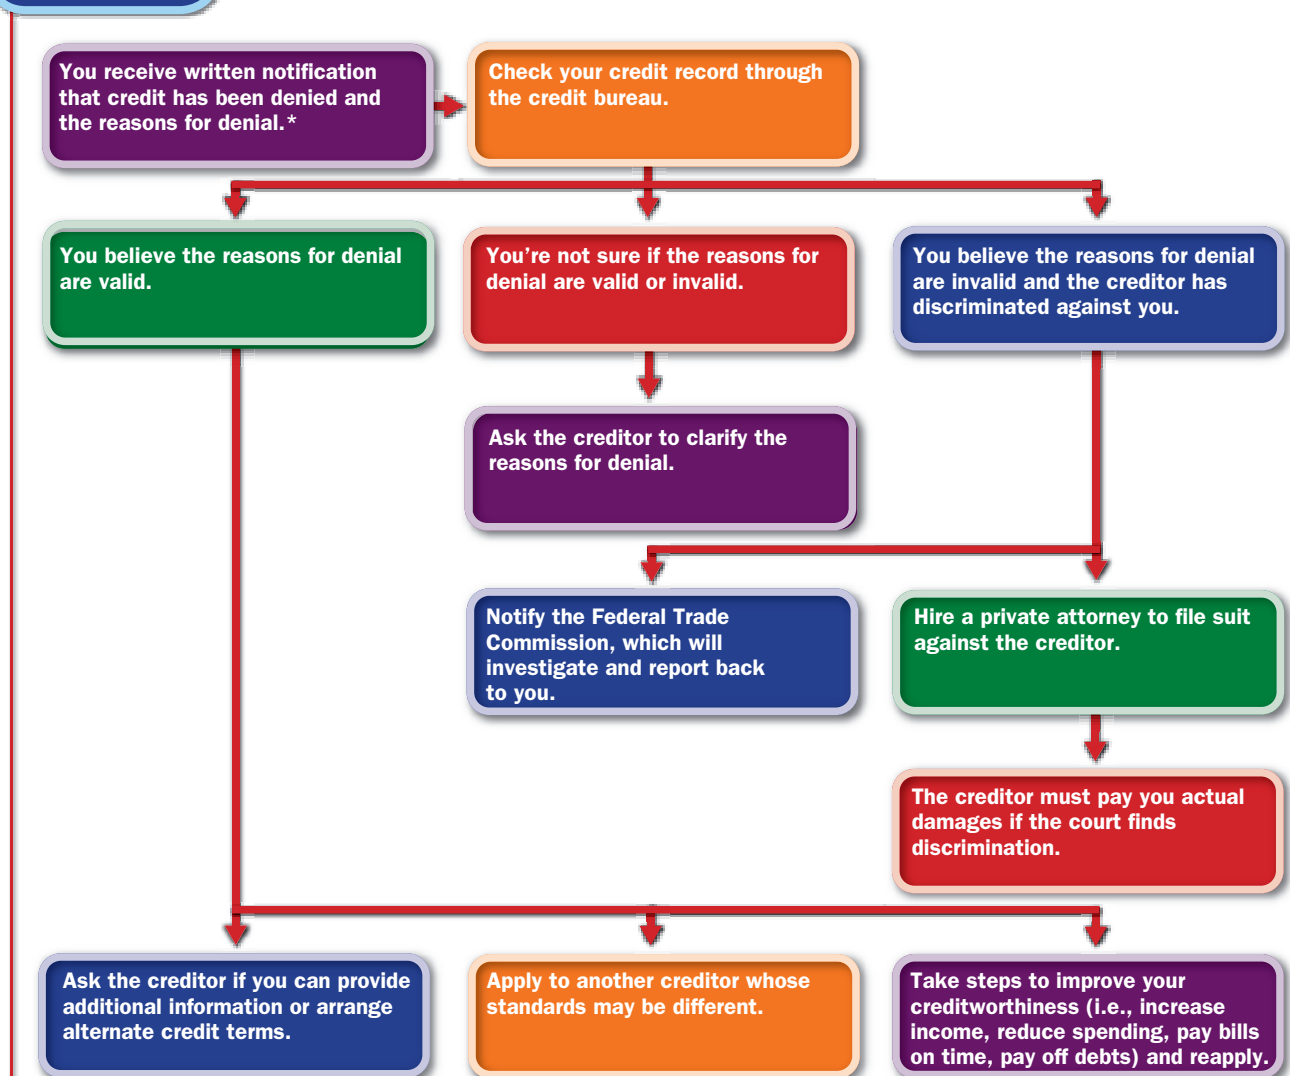 You receive written notification
that credit has been denied and
the reasons for denial.*
Check your credit record through
the credit bureau.
You believe the reasons for denial
are valid.
You’re not sure if the reasons for
denial are valid or invalid.
You believe the reasons for denial
are invalid and the creditor has
discriminated against you.
Ask the creditor to clarify the
reasons for denial.
Notify the Federal Trade
Commission, which will
investigate and report back
to you.
Hire a private attorney to file suit
against the creditor.
The creditor must pay you actual
damages if the court finds
discrimination.
Ask the creditor if you can provide
additional information or arrange
alternate credit terms.
Apply to another creditor whose
standards may be different.
Take steps to improve your
creditworthiness (i.e., increase
income, reduce spending, pay bills
on time, pay off debts) and reapply.